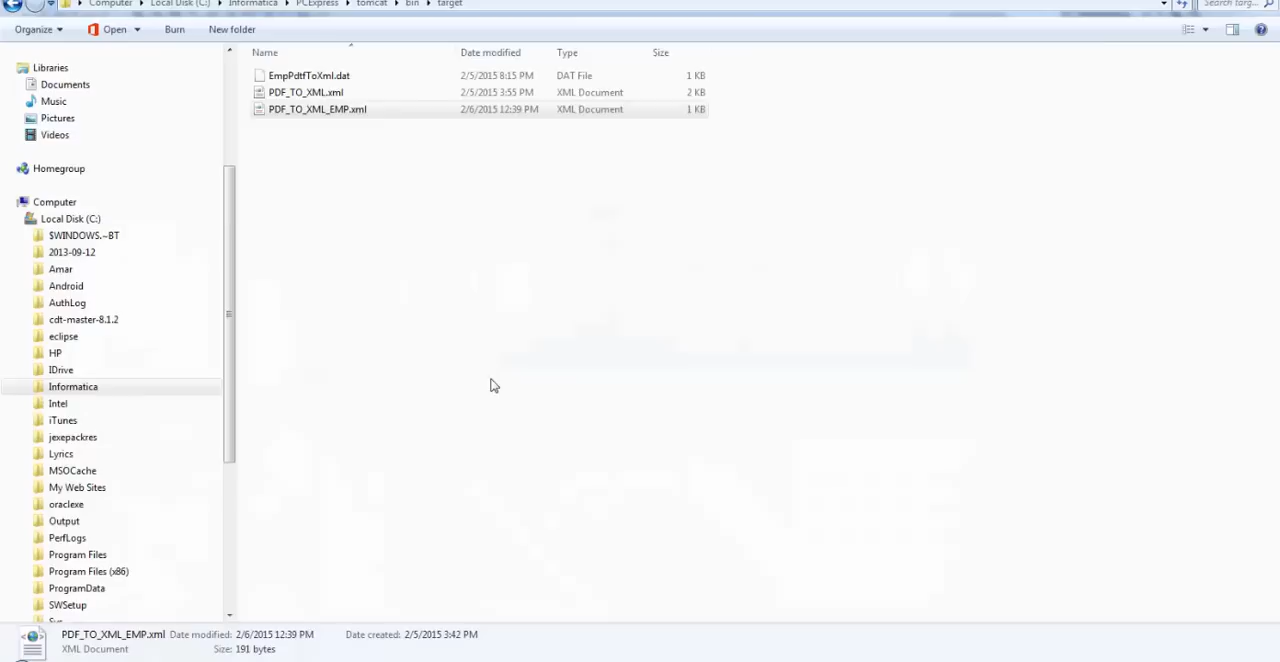 Computer Local Disk (C:) Informatica PCExpress tomcat bin target Search targ...
Organize Open Burn New folder
Name Date modified Type Size
EmpPdtfToXml.dat 2/5/2015 8:15 PM DAT File 1 KB
PDF_TO_XML.xml 2/5/2015 3:55 PM XML Document 2 KB
PDF_TO_XML_EMP.xml 2/6/2015 12:39 PM XML Document 1 KB
Libraries
Documents
Music
Pictures
Videos
Homegroup
Computer
Local Disk (C:)
$WINDOWS.~BT
2013-09-12
Amar
Android
AuthLog
cdt-master-8.1.2
eclipse
HP
IDrive
Informatica
Intel
iTunes
jexepackres
Lyrics
MSOCache
My Web Sites
oraclexe
Output
PerfLogs
Program Files
Program Files (x86)
ProgramData
SWSetup
PDF_TO_XML_EMP.xml Date modified: 2/6/2015 12:39 PM Date created: 2/5/2015 3:42 PM
XML Document Size: 191 bytes